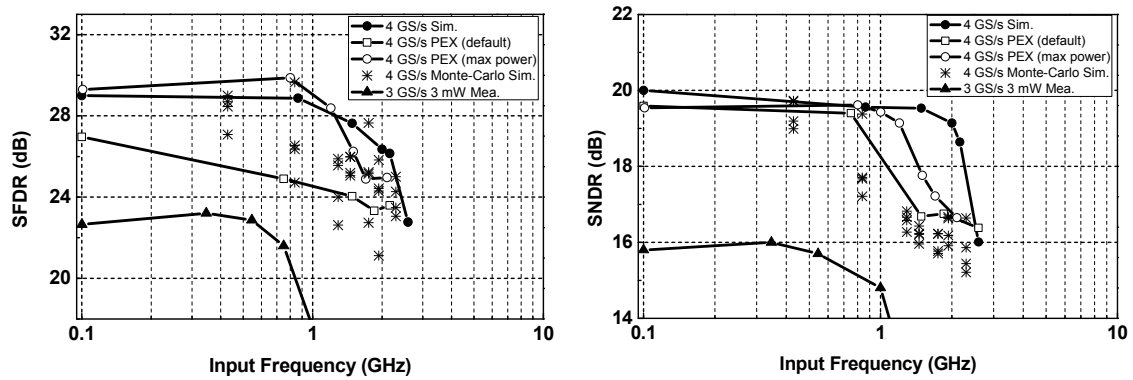 32
28
24
20
SFDR (dB)
0.1
1
10
Input Frequency (GHz)
4 GS/s Sim.
4 GS/s PEX (default)
4 GS/s PEX (max power)
4 GS/s Monte-Carlo Sim.
3 GS/s 3 mW Mea.
22
20
18
16
14
SNDR (dB)
0.1
1
10
Input Frequency (GHz)
4 GS/s Sim.
4 GS/s PEX (default)
4 GS/s PEX (max power)
4 GS/s Monte-Carlo Sim.
3 GS/s 3 mW Mea.